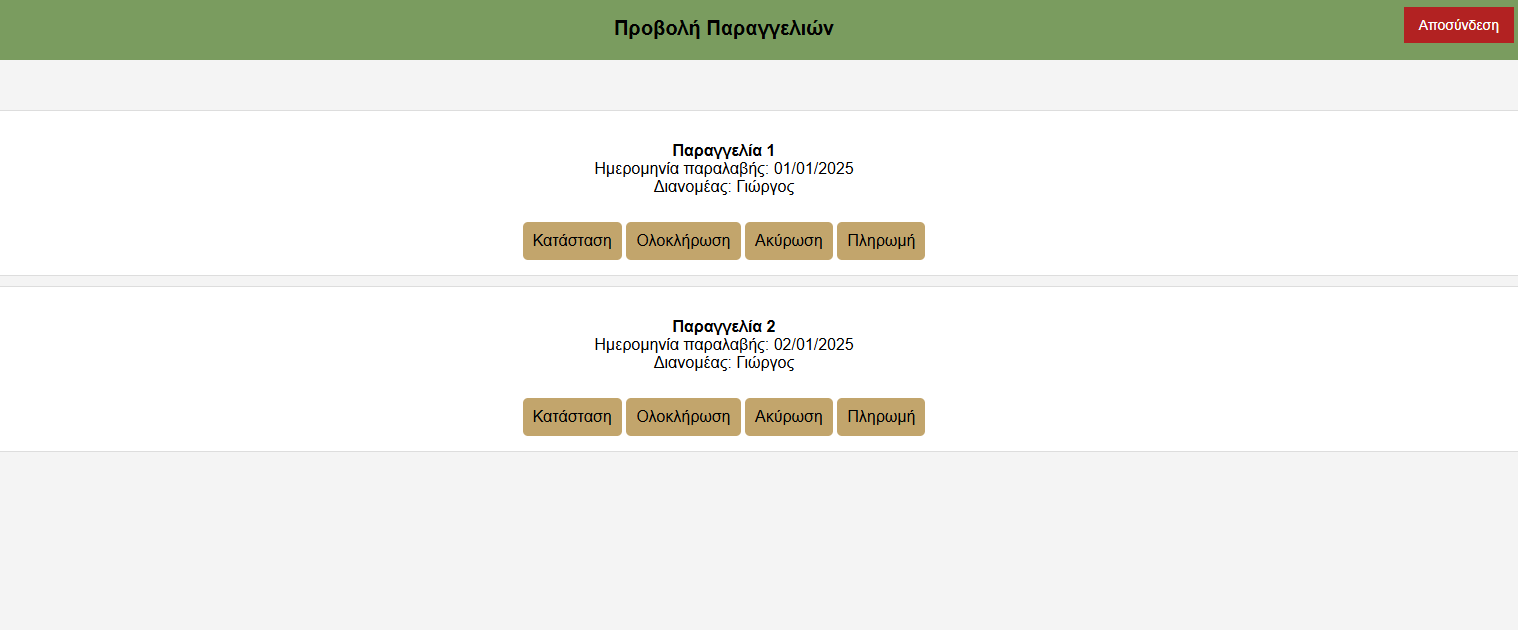 Προβολή Παραγγελιών
Αποσύνδεση
Παραγγελία 1
Ημερομηνία παραλαβής: 01/01/2025
Διανομέας: Γιώργος
Κατάσταση Ολοκλήρωση Ακύρωση Πληρωμή
Παραγγελία 2
Ημερομηνία παραλαβής: 02/01/2025
Διανομέας: Γιώργος
Κατάσταση Ολοκλήρωση Ακύρωση Πληρωμή